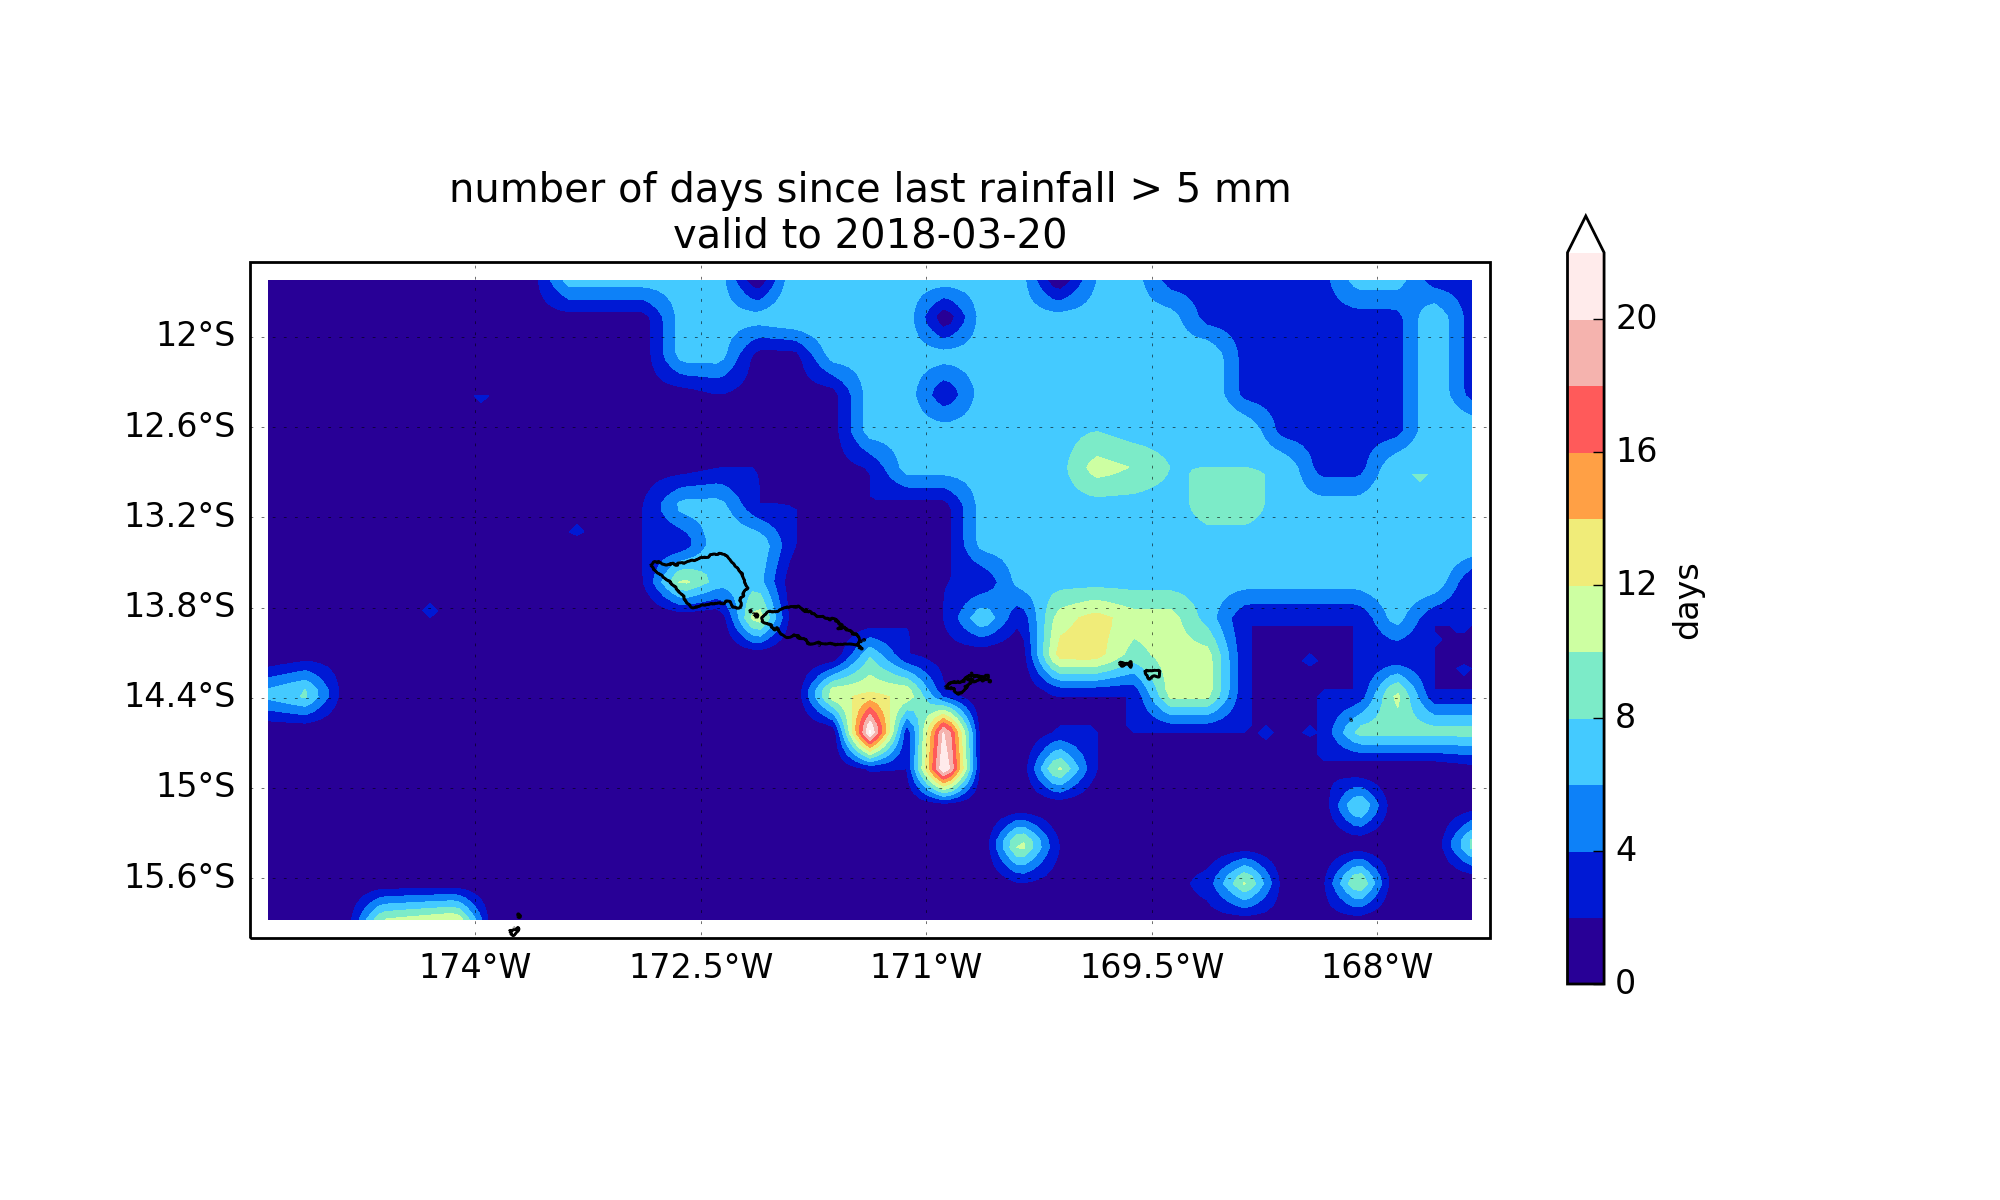 number of days since last rainfall > 5 mm
valid to 2018-03-20
12°S
12.6°S
13.2°S
13.8°S
14.4°S
15°S
15.6°S
174°W 172.5°W 171°W 169.5°W 168°W
20
16
12
8
4
0
days